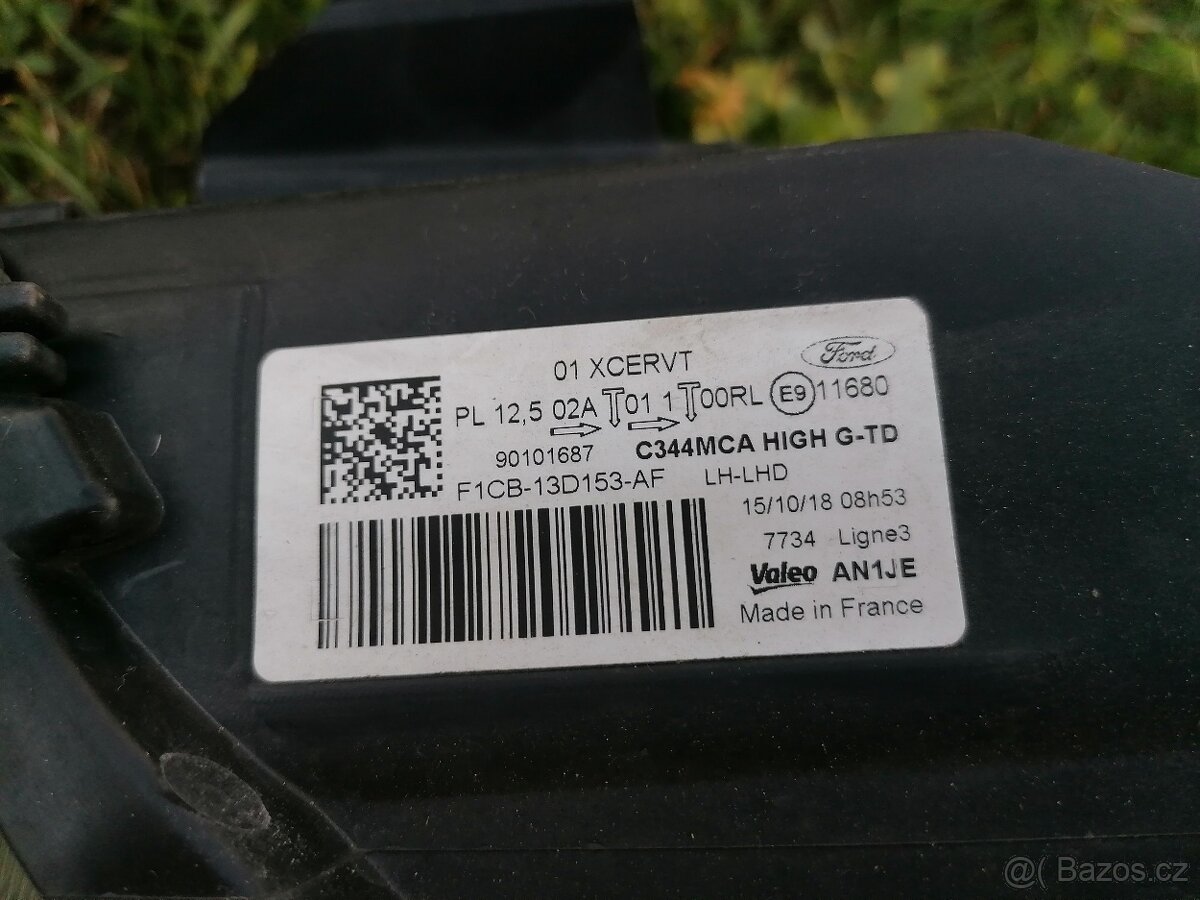 01 XCERVT
Ford
PL 12,5 02A 01 1 00RL E9 11680
90101687 C344MCA HIGH G-TD
F1CB-13D153-AF LH-LHD
15/10/18 08h53
7734 Ligne3
Valeo AN1JE
Made in France
@( Bazos.cz